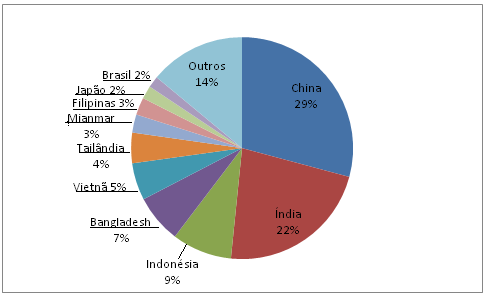 China
29%
Índia
22%
Indonésia
9%
Bangladesh
7%
Vietnã 5%
Tailândia
4%
Mianmar
3%
Filipinas 3%
Japão 2%
Brasil 2%
Outros
14%